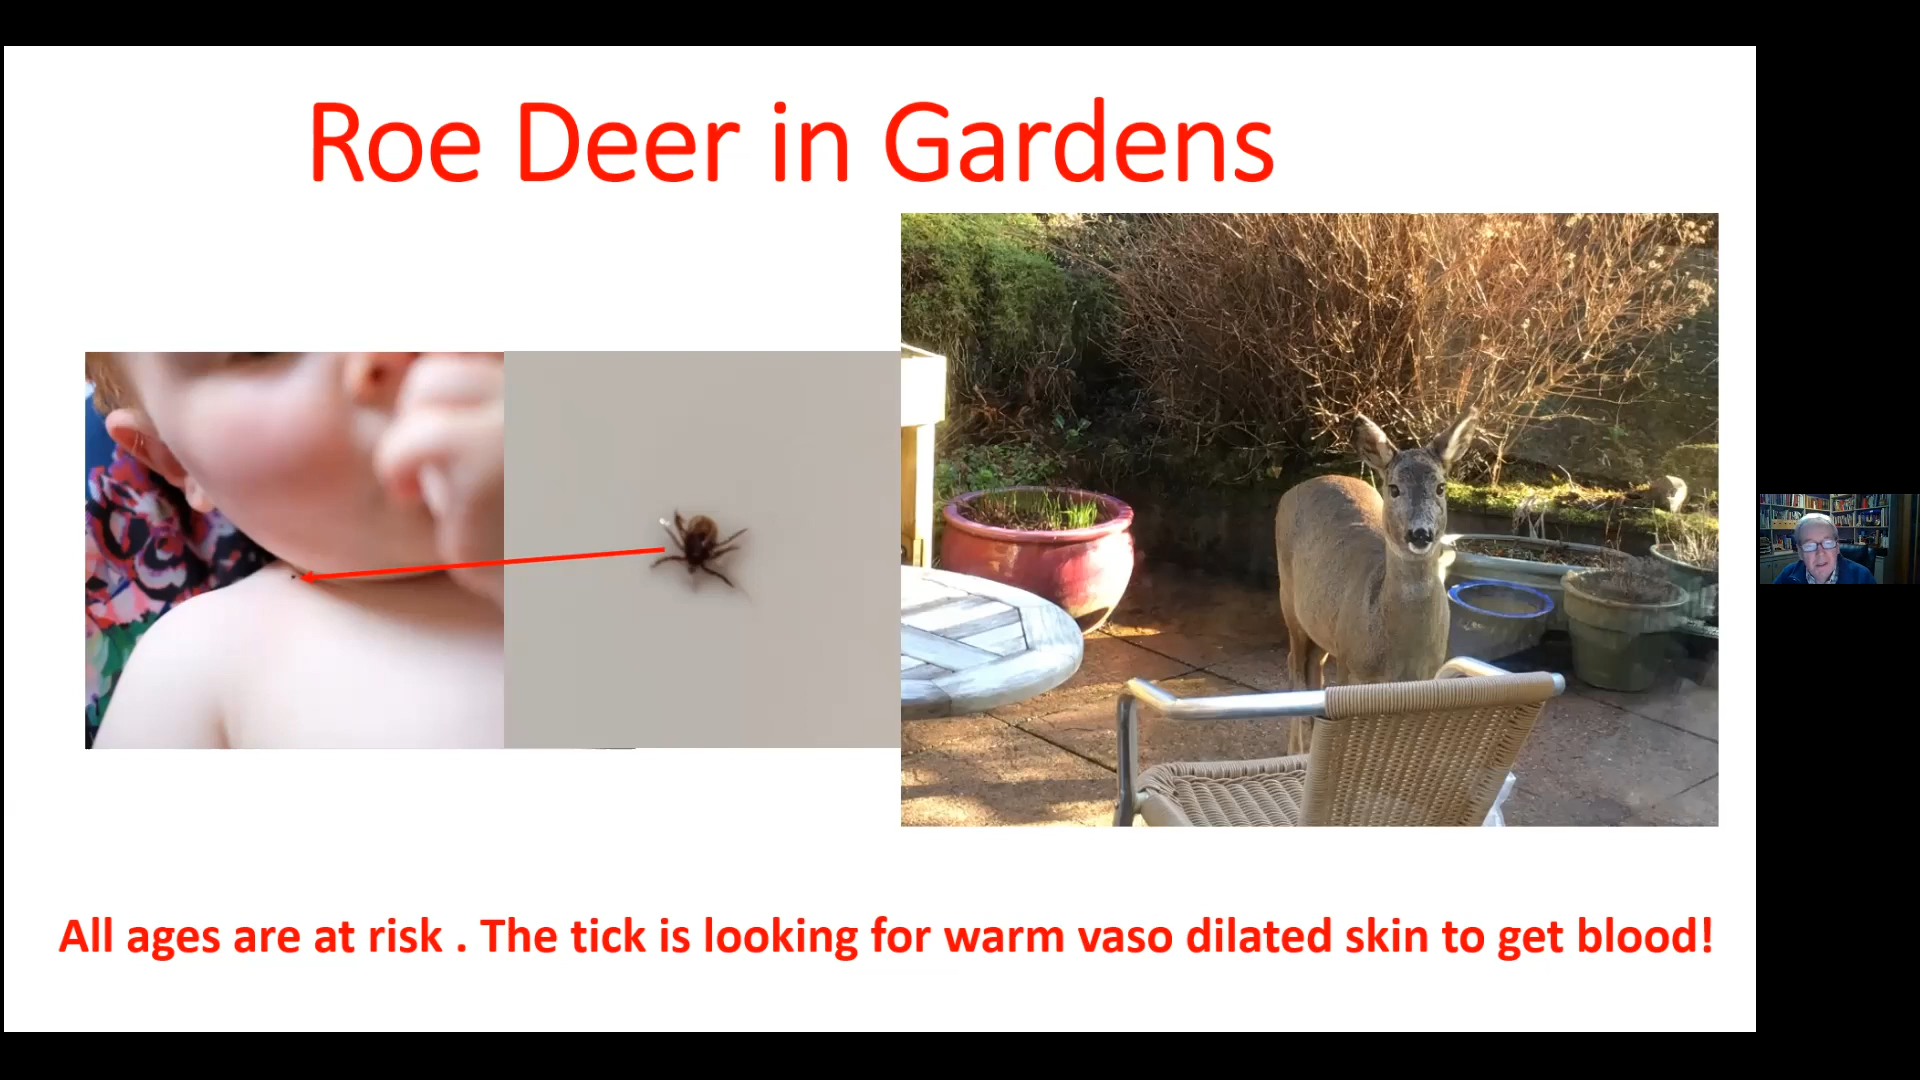 Roe Deer in Gardens
All ages are at risk . The tick is looking for warm vaso dilated skin to get blood!